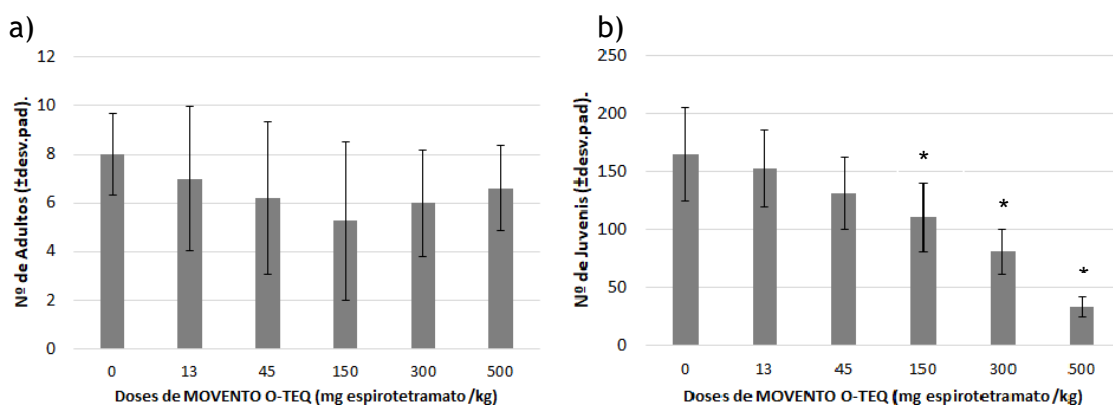 a)
12
10
8
6
4
2
0
Nº de Adultos (±desv.pad).
0 13 45 150 300 500
Doses de MOVENTO O-TEQ (mg espirotetramato/kg)
b)
250
200
150
100
50
0
Nº de Juvenis (±desv.pad).
* * *
0 13 45 150 300 500
Doses de MOVENTO O-TEQ (mg espirotetramato/kg)